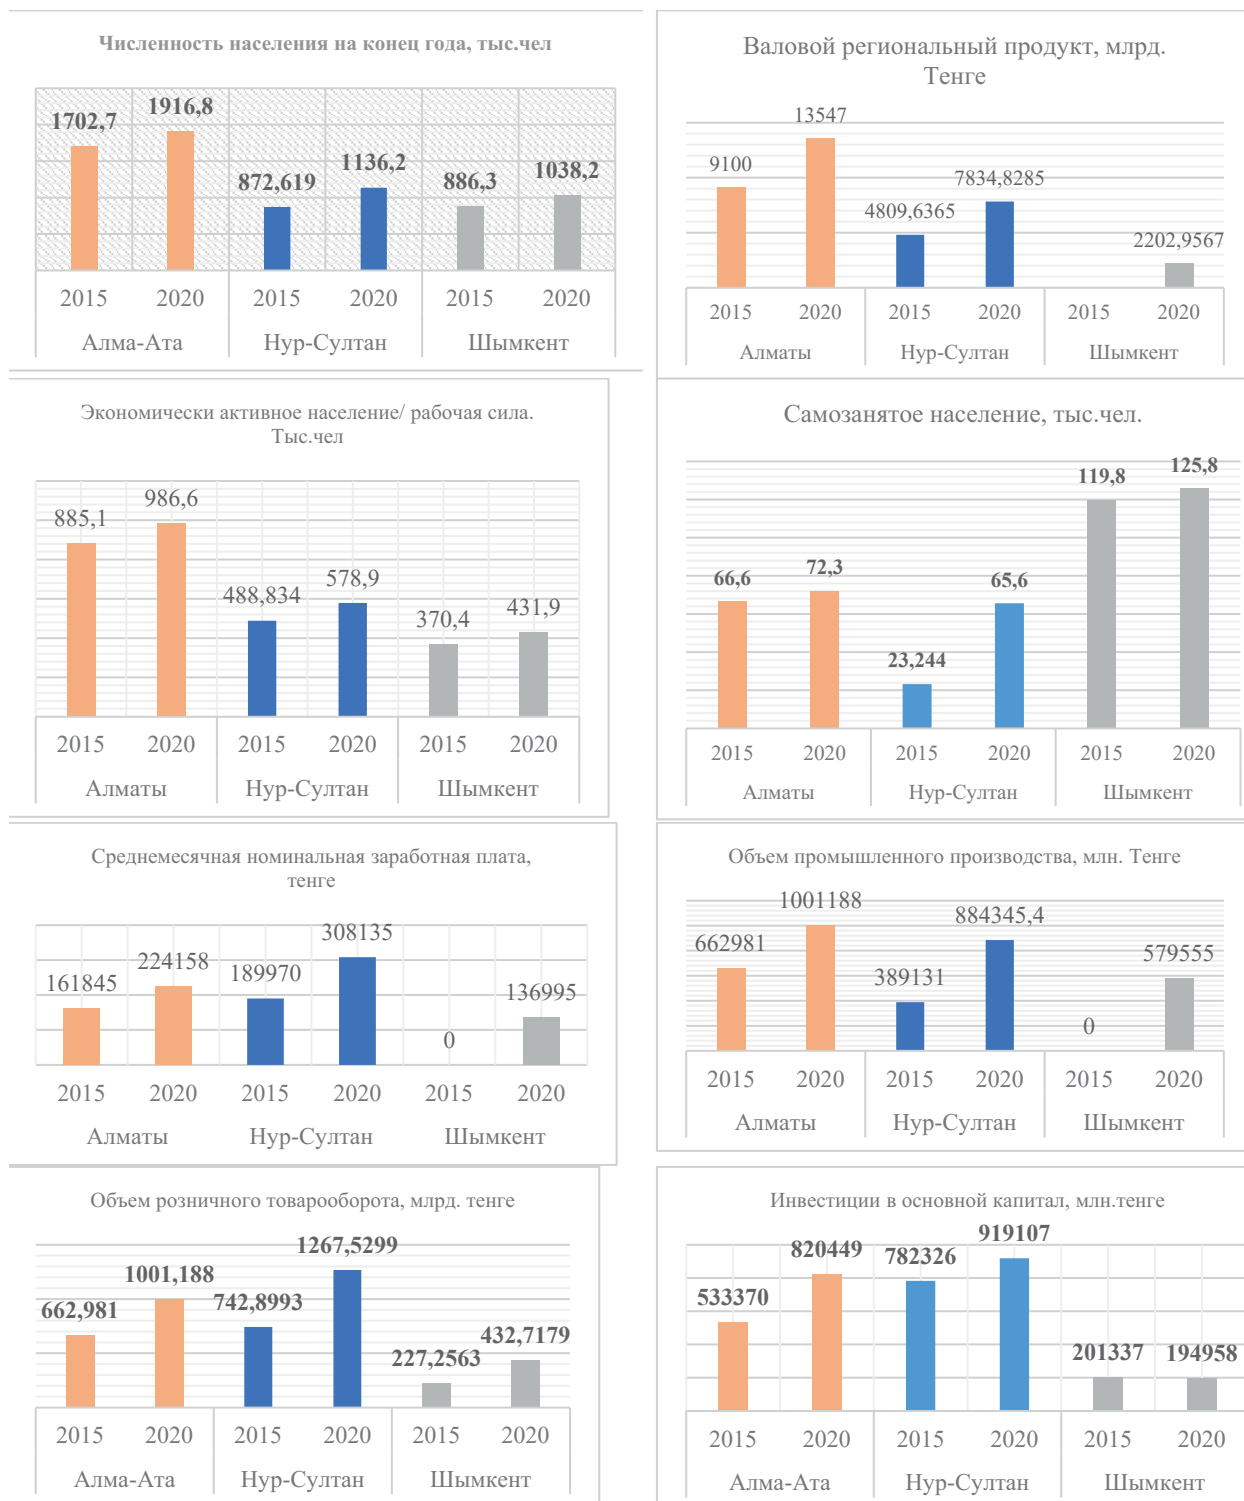 Численность населения на конец года, тыс.чел
1702,7
1916,8
872,619
1136,2
886,3
1038,2
2015 2020 2015 2020 2015 2020
Алма-Ата Нур-Султан Шымкент
Валовой региональный продукт, млрд.
Тенге
9100
13547
4809,6365
7834,8285
2202,9567
2015 2020 2015 2020 2015 2020
Алматы Нур-Султан Шымкент
Экономически активное население/ рабочая сила.
Тыс.чел
885,1
986,6
488,834
578,9
370,4
431,9
2015 2020 2015 2020 2015 2020
Алматы Нур-Султан Шымкент
Самозанятое население, тыс.чел.
66,6
72,3
23,244
65,6
119,8
125,8
2015 2020 2015 2020 2015 2020
Алматы Нур-Султан Шымкент
Среднемесячная номинальная заработная плата,
тенге
161845
224158
189970
308135
0
136995
2015 2020 2015 2020 2015 2020
Алматы Нур-Султан Шымкент
Объем промышленного производства, млн. Тенге
662981
1001188
389131
884345,4
0
579555
2015 2020 2015 2020 2015 2020
Алматы Нур-Султан Шымкент
Объем розничного товарооборота, млрд. тенге
662,981
1001,188
742,8993
1267,5299
227,2563
432,7179
2015 2020 2015 2020 2015 2020
Алма-Ата Нур-Султан Шымкент
Инвестиции в основной капитал, млн.тенге
533370
820449
782326
919107
201337
194958
2015 2020 2015 2020 2015 2020
Алма-Ата Нур-Султан Шымкент